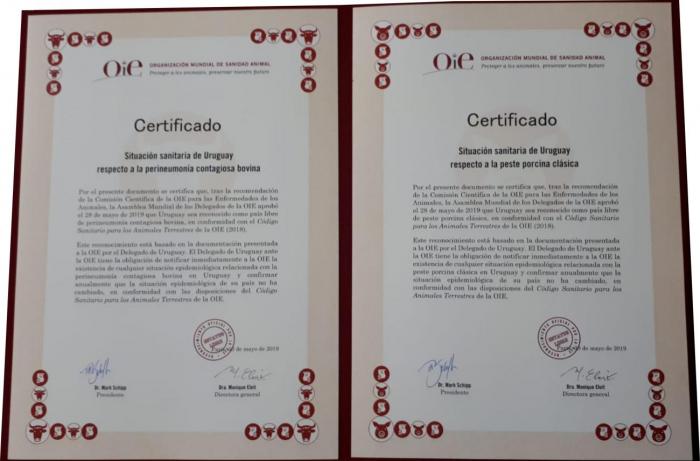 OiE
ORGANIZACIÓN MUNDIAL DE SANIDAD ANIMAL
Proteger a los animales, preservar nuestro futuro
Certificado
Situación sanitaria de Uruguay
respecto a la perineumonía contagiosa bovina
Por el presente documento se certifica que, tras la recomendación
de la Comisión Científica de la OIE para las Enfermedades de los
Animales, la Asamblea Mundial de los Delegados de la OIE aprobó
el 28 de mayo de 2019 que Uruguay sea reconocido como país libre
de perineumonía contagiosa bovina, en conformidad con el Código
Sanitario para los Animales Terrestres de la OIE (2018).
Este reconocimiento está basado en la documentación presentada
a la OIE por el Delegado de Uruguay. El Delegado de Uruguay ante
la OIE tiene la obligación de notificar inmediatamente a la OIE la
existencia de cualquier situación epidemiológica relacionada con la
perineumonía contagiosa bovina en Uruguay y confirmar
anualmente que la situación epidemiológica de su país no ha
cambiado, en conformidad con las disposiciones del Código
Sanitario para los Animales Terrestres de la OIE.
de mayo de 2019
Dr. Mark Schipp
Presidente
Dra. Monique Eloit
Directora general
OiE
ORGANIZACIÓN MUNDIAL DE SANIDAD ANIMAL
Proteger a los animales, preservar nuestro futuro
Certificado
Situación sanitaria de Uruguay
respecto a la peste porcina clásica
Por el presente documento se certifica que, tras la recomendación
de la Comisión Científica de la OIE para las Enfermedades de los
Animales, la Asamblea Mundial de los Delegados de la OIE aprobó
el 28 de mayo de 2019 que Uruguay sea reconocido como país libre
de peste porcina clásica, en conformidad con el Código Sanitario
para los Animales Terrestres de la OIE (2018).
Este reconocimiento está basado en la documentación presentada
a la OIE por el Delegado de Uruguay. El Delegado de Uruguay ante
la OIE tiene la obligación de notificar inmediatamente a la OIE la
existencia de cualquier situación epidemiológica relacionada con la
peste porcina clásica en Uruguay y confirmar anualmente que la
situación epidemiológica de su país no ha cambiado, en
conformidad con las disposiciones del Código Sanitario para los
Animales Terrestres de la OIE.
de mayo de 2019
Dr. Mark Schipp
Presidente
Dra. Monique Eloit
Directora general